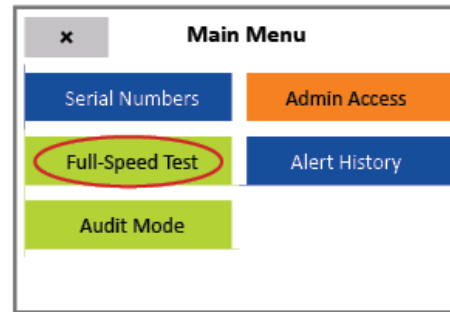 × Main Menu
Serial Numbers Admin Access
Full-Speed Test Alert History
Audit Mode